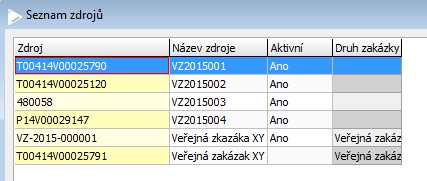 Seznam zdrojů
Zdroj Název zdroje Aktivní Druh zakázky
T00414V00025790 VZ2015001 Ano
T00414V00025120 VZ2015002 Ano
480058 VZ2015003 Ano
P14V00029147 VZ2015004 Ano
VZ-2015-000001 Veřejná zkazáka XY Ano Veřejná zakáz
T00414V00025791 Veřejná zakázak XY Veřejná zakáz